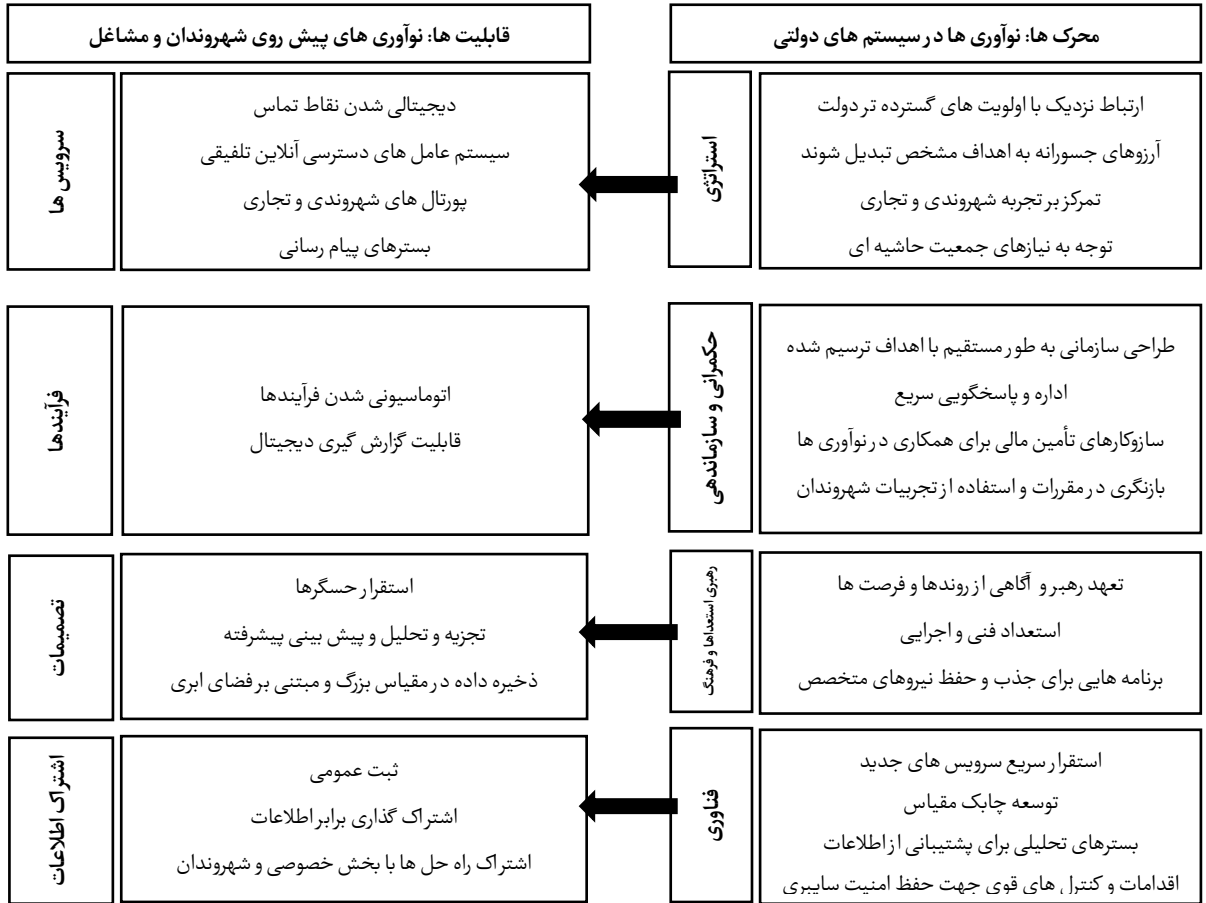 محرک ها: نوآوری ها در سیستم های دولتی
قابلیت ها: نوآوری های پیش روی شهروندان و مشاغل
ارتباط نزدیک با اولویت های گسترده تر دولت
آرزوهای جسورانه به اهداف مشخص تبدیل شوند
تمرکز بر تجربه شهروندی و تجاری
توجه به نیازهای جمعیت حاشیه ای
استراتژی
دیجیتالی شدن نقاط تماس
سیستم عامل های دسترسی آنلاین تلفیقی
پورتال های شهروندی و تجاری
بسترهای پیام رسانی
سرویس ها
طراحی سازمانی به طور مستقیم با اهداف ترسیم شده
اداره و پاسخگویی سریع
سازوکارهای تأمین مالی برای همکاری در نوآوری ها
بازنگری در مقررات و استفاده از تجربیات شهروندان
حکمرانی و سازماندهی
اتوماسیونی شدن فرآیندها
قابلیت گزارش گیری دیجیتال
فرآیندها
تعهد رهبر و آگاهی از روندها و فرصت ها
استعداد فنی و اجرایی
برنامه هایی برای جذب و حفظ نیروهای متخصص
رهبری استعدادها و فرهنگ
استقرار حسگرها
تجزیه و تحلیل و پیش بینی پیشرفته
ذخیره داده در مقیاس بزرگ و مبتنی بر فضای ابری
تصمیمات
استقرار سریع سرویس های جدید
توسعه چابک مقیاس
بسترهای تحلیلی برای پشتیبانی از اطلاعات
اقدامات و کنترل های قوی جهت حفظ امنیت سایبری
فناوری
ثبت عمومی
اشتراک گذاری برابر اطلاعات
اشتراک راه حل ها با بخش خصوصی و شهروندان
اشتراک اطلاعات